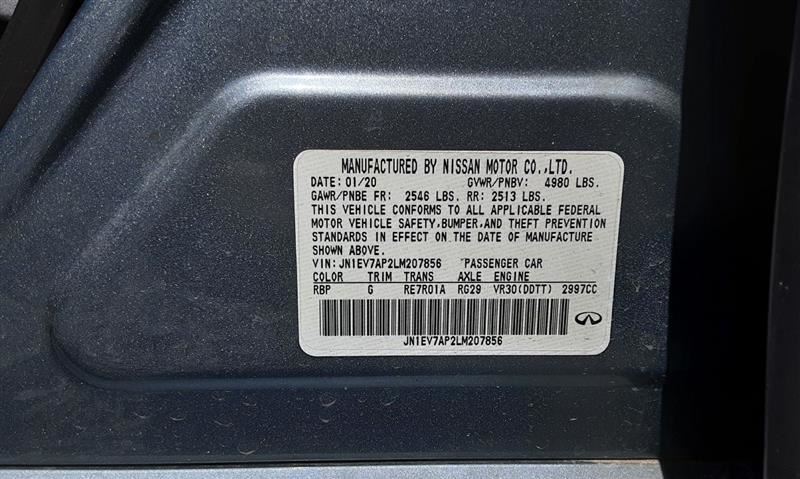 MANUFACTURED BY NISSAN MOTOR CO.,LTD.
DATE: 01/20 GVWR/PNBV: 4980 LBS.
GAWR/PNBE FR: 2546 LBS. RR: 2513 LBS.
THIS VEHICLE CONFORMS TO ALL APPLICABLE FEDERAL
MOTOR VEHICLE SAFETY,BUMPER,AND THEFT PREVENTION
STANDARDS IN EFFECT ON THE DATE OF MANUFACTURE
SHOWN ABOVE.
VIN: JN1EV7AP2LM207856 PASSENGER CAR
COLOR TRIM TRANS AXLE ENGINE
RBP G RE7R01A RG29 VR30(DDTT) 2997CC
JN1EV7AP2LM207856